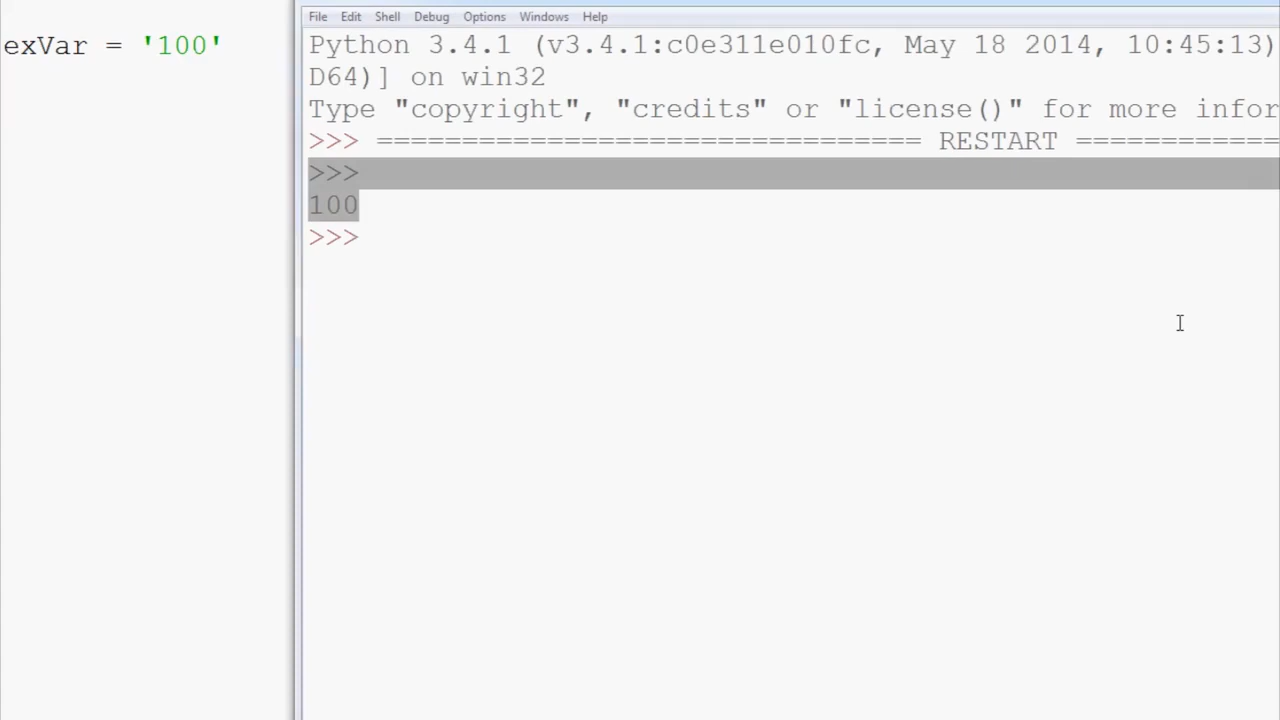 File Edit Shell Debug Options Windows Help
exVar = '100'
Python 3.4.1 (v3.4.1:c0e311e010fc, May 18 2014, 10:45:13)
D64)] on win32
Type "copyright", "credits" or "license()" for more infor
>>> ================================ RESTART ============
>>>
100
>>>